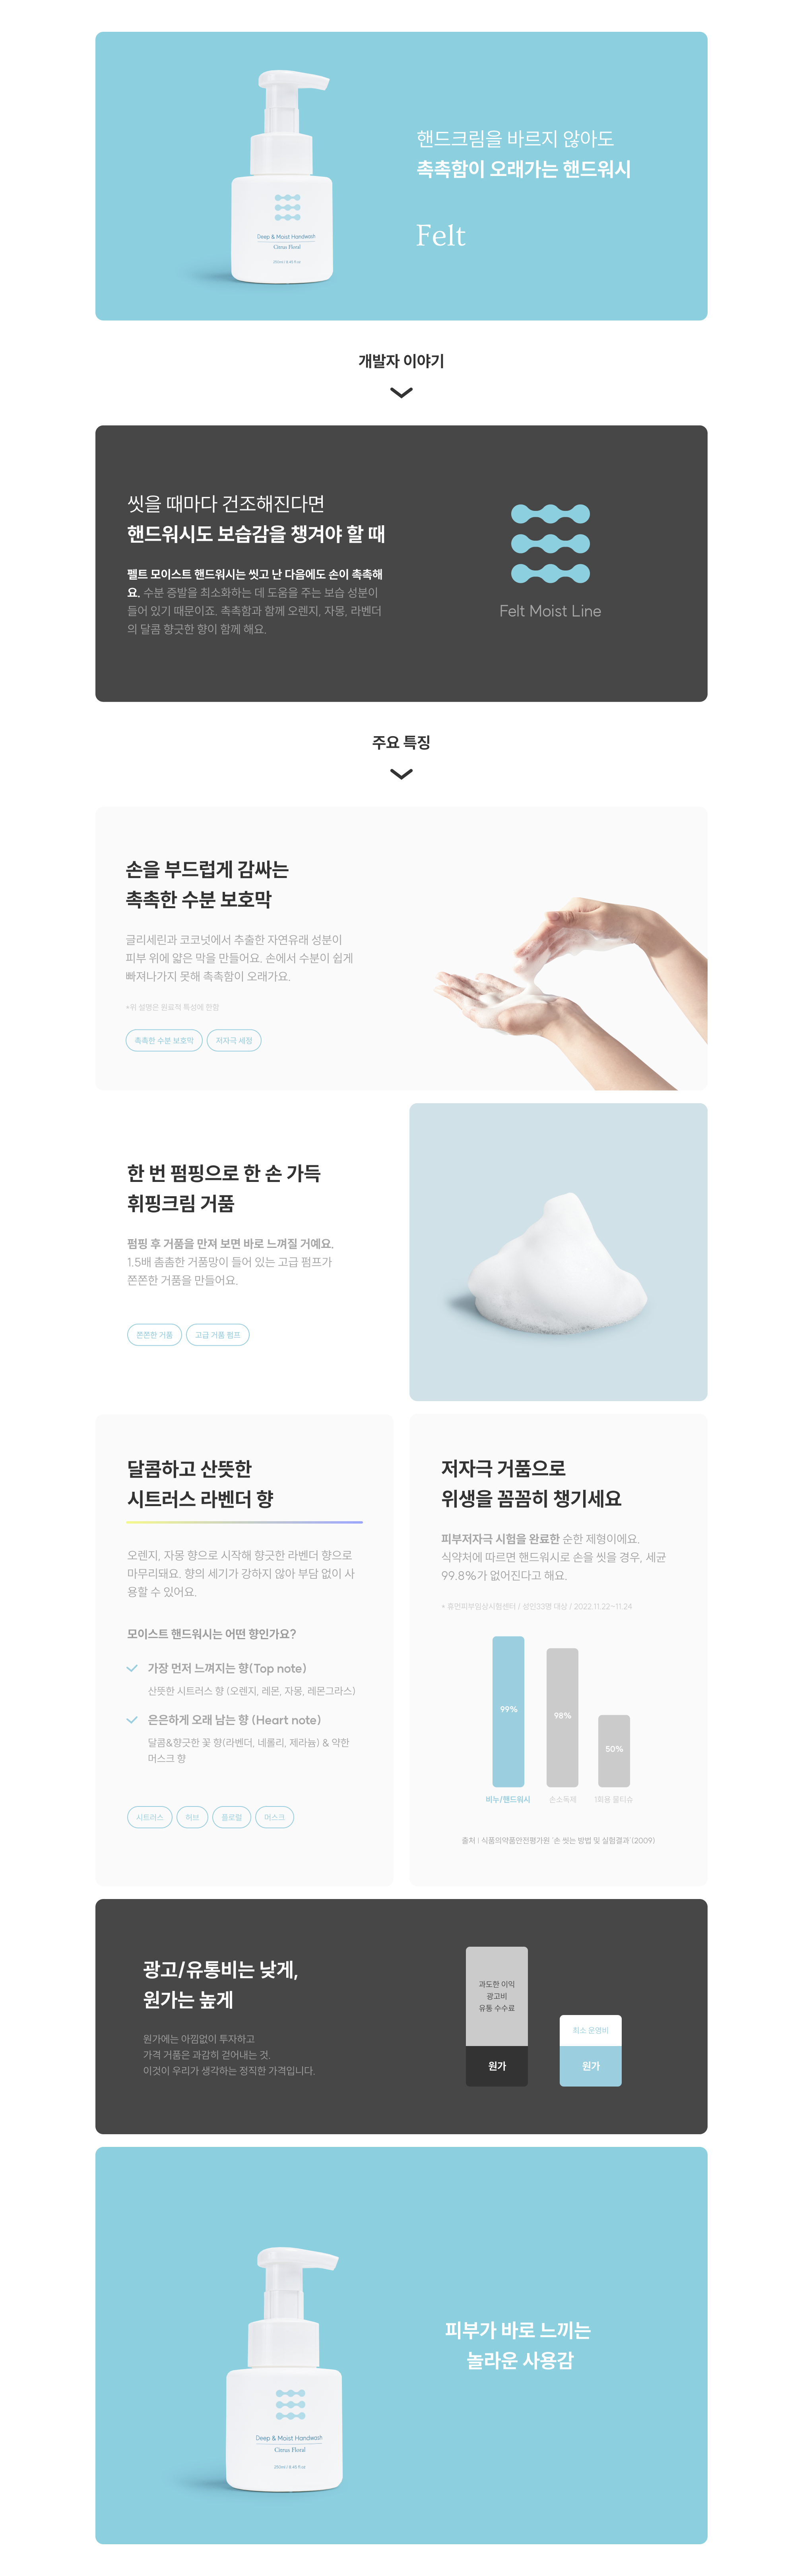 핸드크림을 바르지 않아도
촉촉함이 오래가는 핸드워시
Felt
Deep & Moist Handwash
Citrus Floral
250ml / 8.45 fl.oz
개발자 이야기
씻을 때마다 건조해진다면
핸드워시도 보습감을 챙겨야 할 때
펠트 모이스트 핸드워시는 씻고 난 다음에도 손이 촉촉해
요. 수분 증발을 최소화하는 데 도움을 주는 보습 성분이
들어 있기 때문이죠. 촉촉함과 함께 오렌지, 자몽, 라벤더
의 달콤 향긋한 향이 함께 해요.
Felt Moist Line
주요 특징
손을 부드럽게 감싸는
촉촉한 수분 보호막
글리세린과 코코넛에서 추출한 자연유래 성분이
피부 위에 얇은 막을 만들어요. 손에서 수분이 쉽게
빠져나가지 못해 촉촉함이 오래가요.
*위 설명은 원료적 특성에 한함
촉촉한 수분 보호막
저자극 세정
한 번 펌핑으로 한 손 가득
휘핑크림 거품
펌핑 후 거품을 만져 보면 바로 느껴질 거예요.
1.5배 촘촘한 거품망이 들어 있는 고급 펌프가
쫀쫀한 거품을 만들어요.
쫀쫀한 거품
고급 거품 펌프
달콤하고 산뜻한
시트러스 라벤더 향
오렌지, 자몽 향으로 시작해 향긋한 라벤더 향으로
마무리돼요. 향의 세기가 강하지 않아 부담 없이 사
용할 수 있어요.
모이스트 핸드워시는 어떤 향인가요?
가장 먼저 느껴지는 향(Top note)
산뜻한 시트러스 향 (오렌지, 레몬, 자몽, 레몬그라스)
은은하게 오래 남는 향 (Heart note)
달콤&향긋한 꽃 향(라벤더, 네롤리, 제라늄) & 약한
머스크 향
시트러스
허브
플로럴
머스크
저자극 거품으로
위생을 꼼꼼히 챙기세요
피부저자극 시험을 완료한 순한 제형이에요.
식약처에 따르면 핸드워시로 손을 씻을 경우, 세균
99.8%가 없어진다고 해요.
* 휴먼피부임상시험센터 / 성인33명 대상 / 2022.11.22~11.24
99%
98%
50%
비누/핸드워시
손소독제
1회용 물티슈
출처 | 식품의약품안전평가원 '손 씻는 방법 및 실험결과'(2009)
광고/유통비는 낮게,
원가는 높게
원가에는 아낌없이 투자하고
가격 거품은 과감히 걷어내는 것.
이것이 우리가 생각하는 정직한 가격입니다.
과도한 이익
광고비
유통 수수료
원가
최소 운영비
원가
피부가 바로 느끼는
놀라운 사용감
Deep & Moist Handwash
Citrus Floral
250ml / 8.45 fl.oz